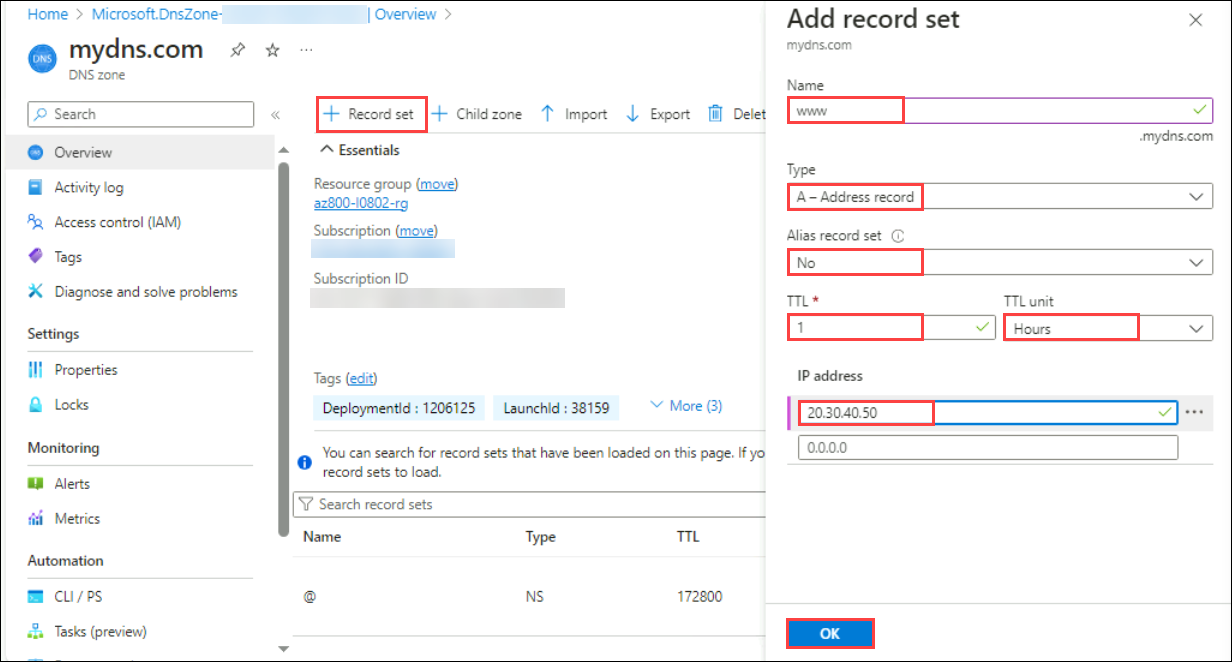 Home > Microsoft.DnsZone- | Overview >
DNS
mydns.com
DNS zone
Search
Overview
Activity log
Access control (IAM)
Tags
Diagnose and solve problems
Settings
Properties
Locks
Monitoring
Alerts
Metrics
Automation
CLI / PS
Tasks (preview)
Record set
Child zone
Import
Export
Delet
Essentials
Resource group (move)
az800-l0802-rg
Subscription (move)
Subscription ID
Tags (edit)
DeploymentId : 1206125
LaunchId : 38159
More (3)
You can search for record sets that have been loaded on this page. If yo
record sets to load.
Search record sets
Name Type TTL
@ NS 172800
Add record set
mydns.com
Name
www
.mydns.com
Type
A – Address record
Alias record set
No
TTL * TTL unit
1 Hours
IP address
20.30.40.50
0.0.0.0
OK